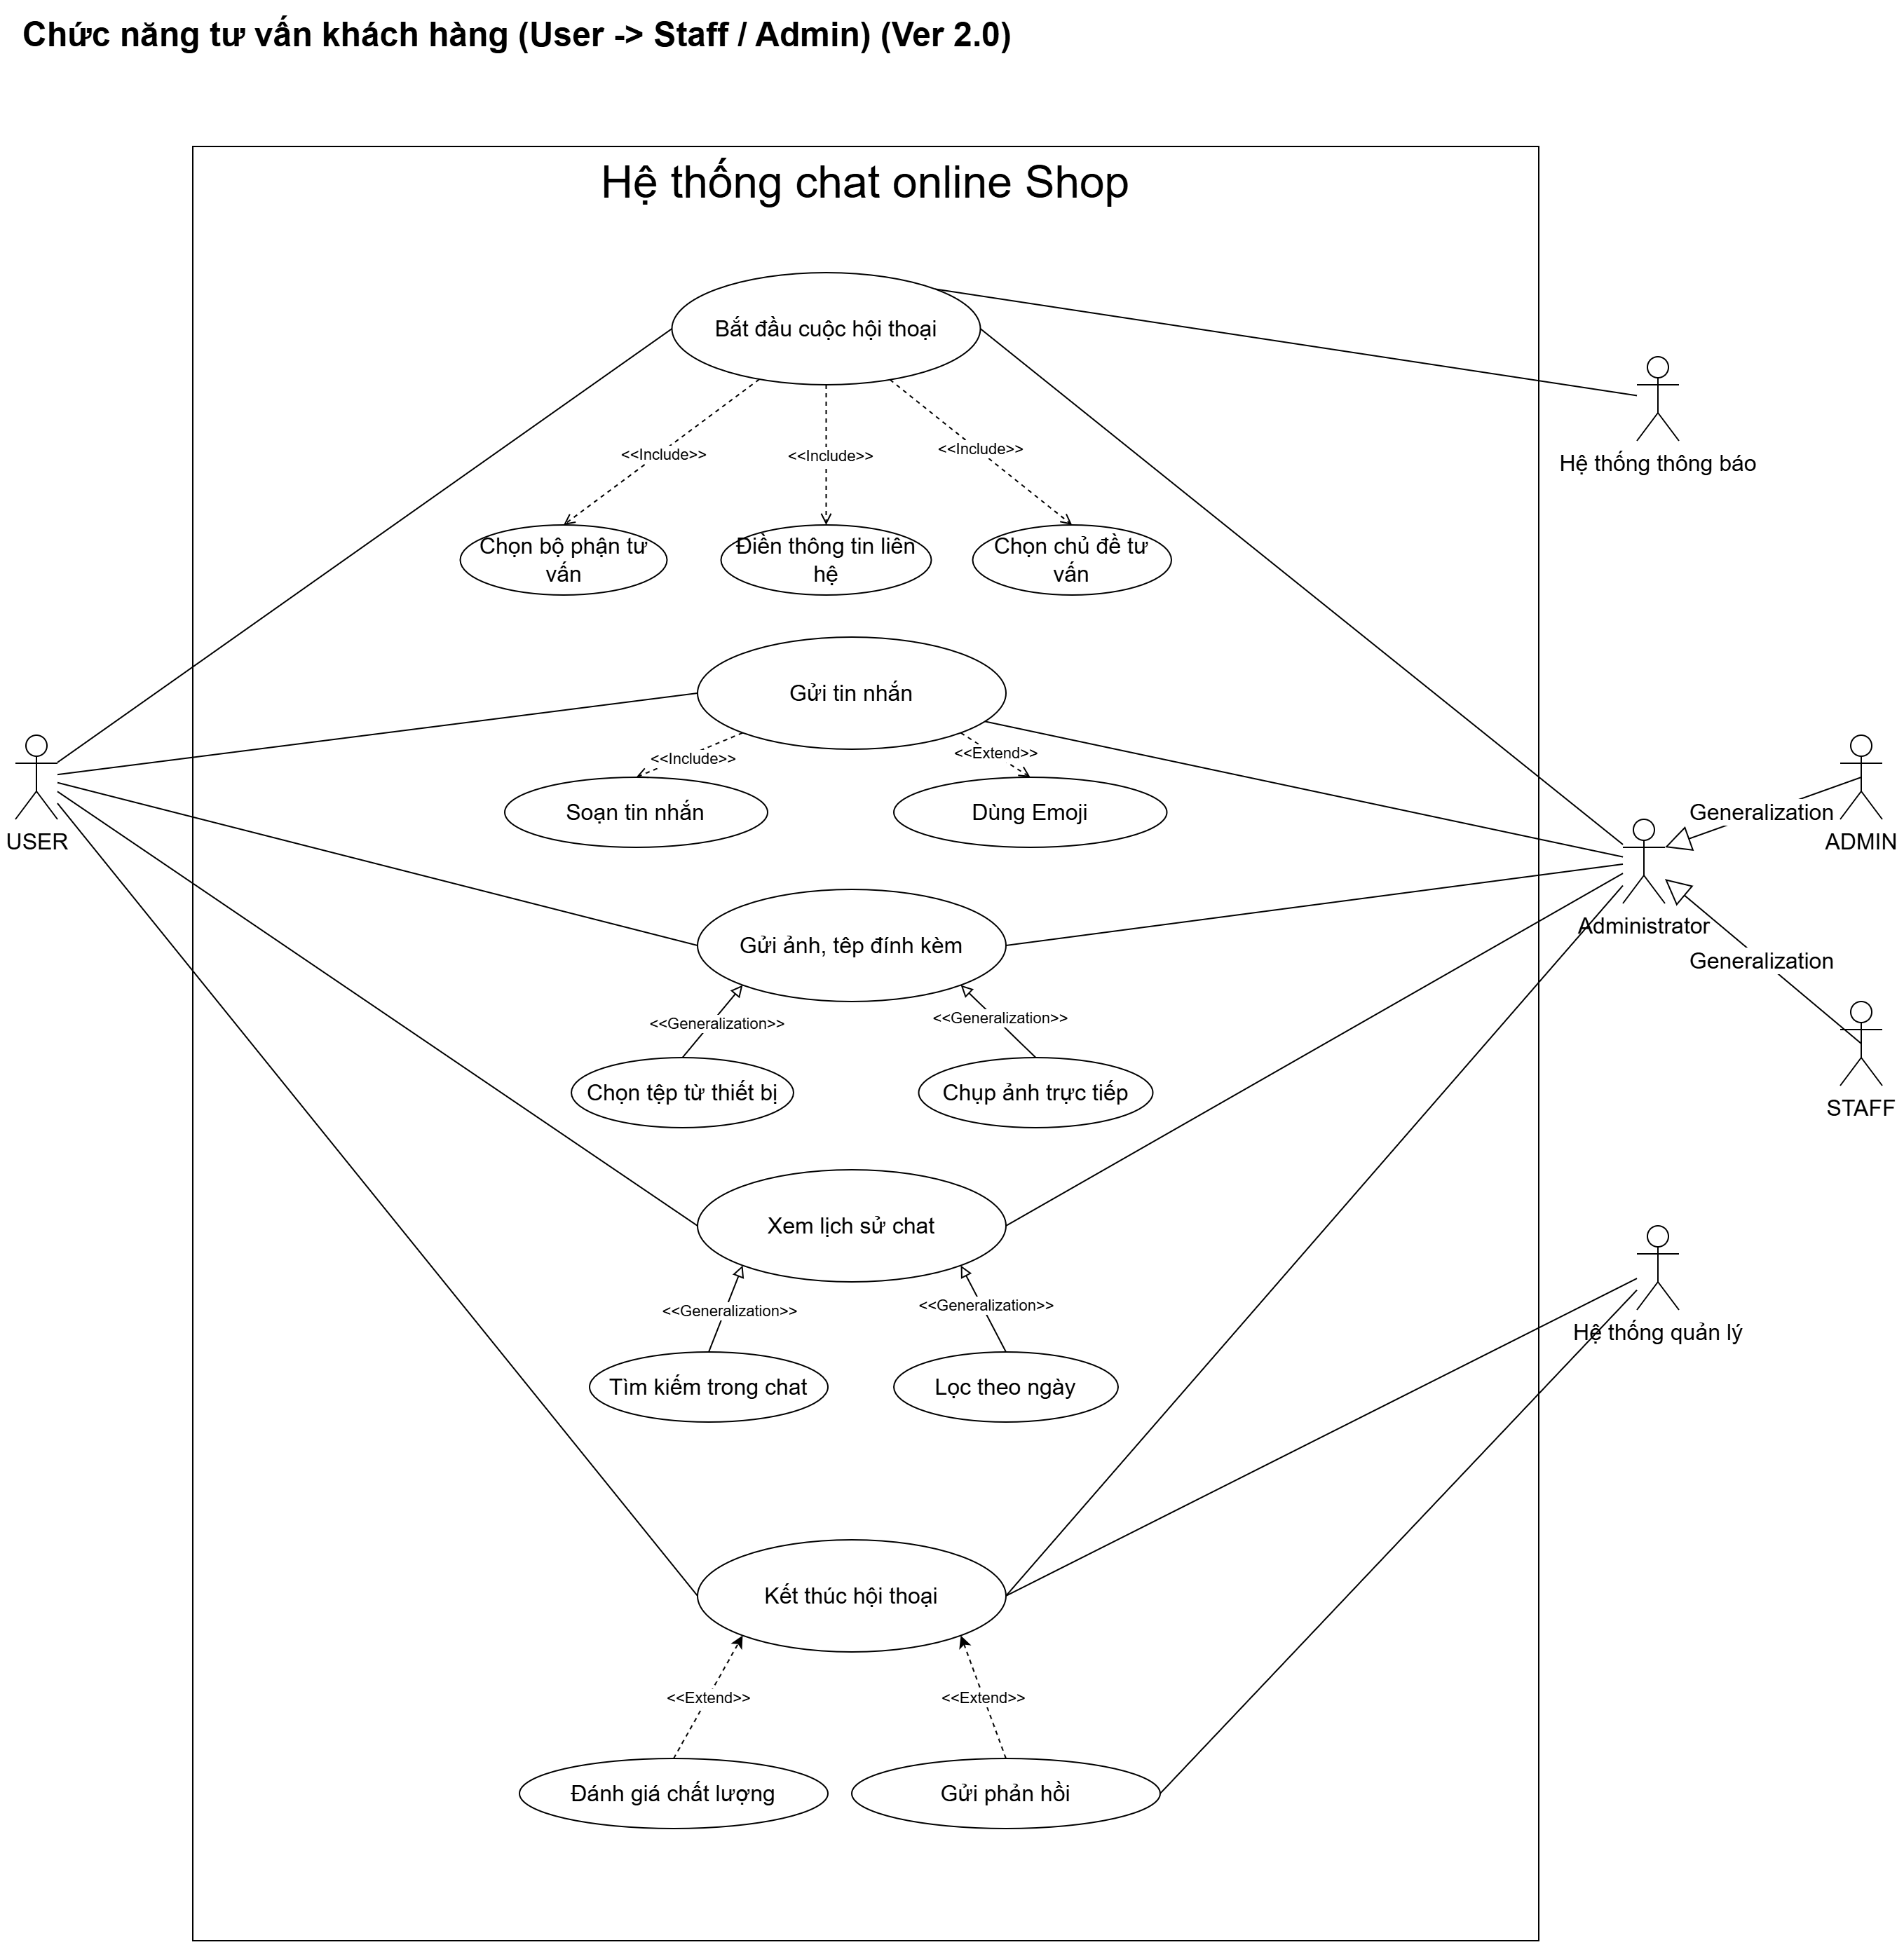 Chức năng tư vấn khách hàng (User -> Staff / Admin) (Ver 2.0)
Hệ thống chat online Shop
Bắt đầu cuộc hội thoại
Hệ thống thông báo
<<Include>>
<<Include>>
<<Include>>
Chọn bộ phận tư
vấn
Điền thông tin liên
hệ
Chọn chủ đề tư
vấn
Gửi tin nhắn
<<Include>>
<<Extend>>
Soạn tin nhắn
Dùng Emoji
USER
Generalization
ADMIN
Administrator
Generalization
Gửi ảnh, têp đính kèm
<<Generalization>>
<<Generalization>>
Chọn tệp từ thiết bị
Chụp ảnh trực tiếp
STAFF
Xem lịch sử chat
<<Generalization>>
<<Generalization>>
Hệ thống quản lý
Tìm kiếm trong chat
Lọc theo ngày
Kết thúc hội thoại
<<Extend>>
<<Extend>>
Đánh giá chất lượng
Gửi phản hồi